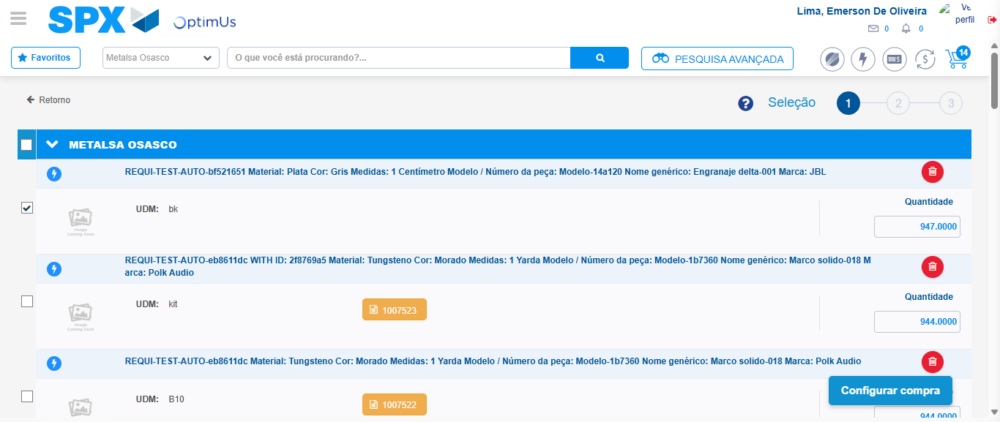 SPX
OptimUs
Lima, Emerson De Oliveira
0
0
Ve
perfil
Favoritos
Metalsa Osasco
O que você está procurando?...
PESQUISA AVANÇADA
14
Retorno
Seleção
1
2
3
METALSA OSASCO
REQUI-TEST-AUTO-bf521651 Material: Plata Cor: Gris Medidas: 1 Centímetro Modelo / Número da peça: Modelo-14a120 Nome genérico: Engranaje delta-001 Marca: JBL
UDM: bk
Quantidade
947.0000
Image
Coming Soon
REQUI-TEST-AUTO-eb8611dc WITH ID: 2f8769a5 Material: Tungsteno Cor: Morado Medidas: 1 Yarda Modelo / Número da peça: Modelo-1b7360 Nome genérico: Marco solido-018 M
arca: Polk Audio
UDM: kit
1007523
Quantidade
944.0000
Image
Coming Soon
REQUI-TEST-AUTO-eb8611dc Material: Tungsteno Cor: Morado Medidas: 1 Yarda Modelo / Número da peça: Modelo-1b7360 Nome genérico: Marco solido-018 Marca: Polk Audio
Configurar compra
UDM: B10
1007522
944.0000